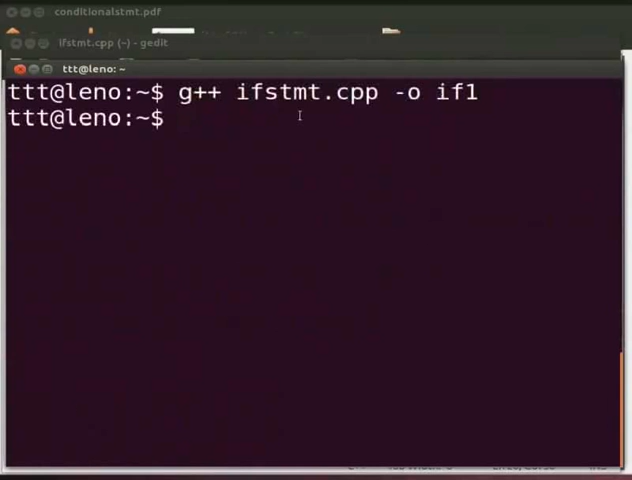 conditionalstmt.pdf
ifstmt.cpp (~) - gedit
ttt@leno: ~
ttt@leno:~$ g++ ifstmt.cpp -o if1
ttt@leno:~$